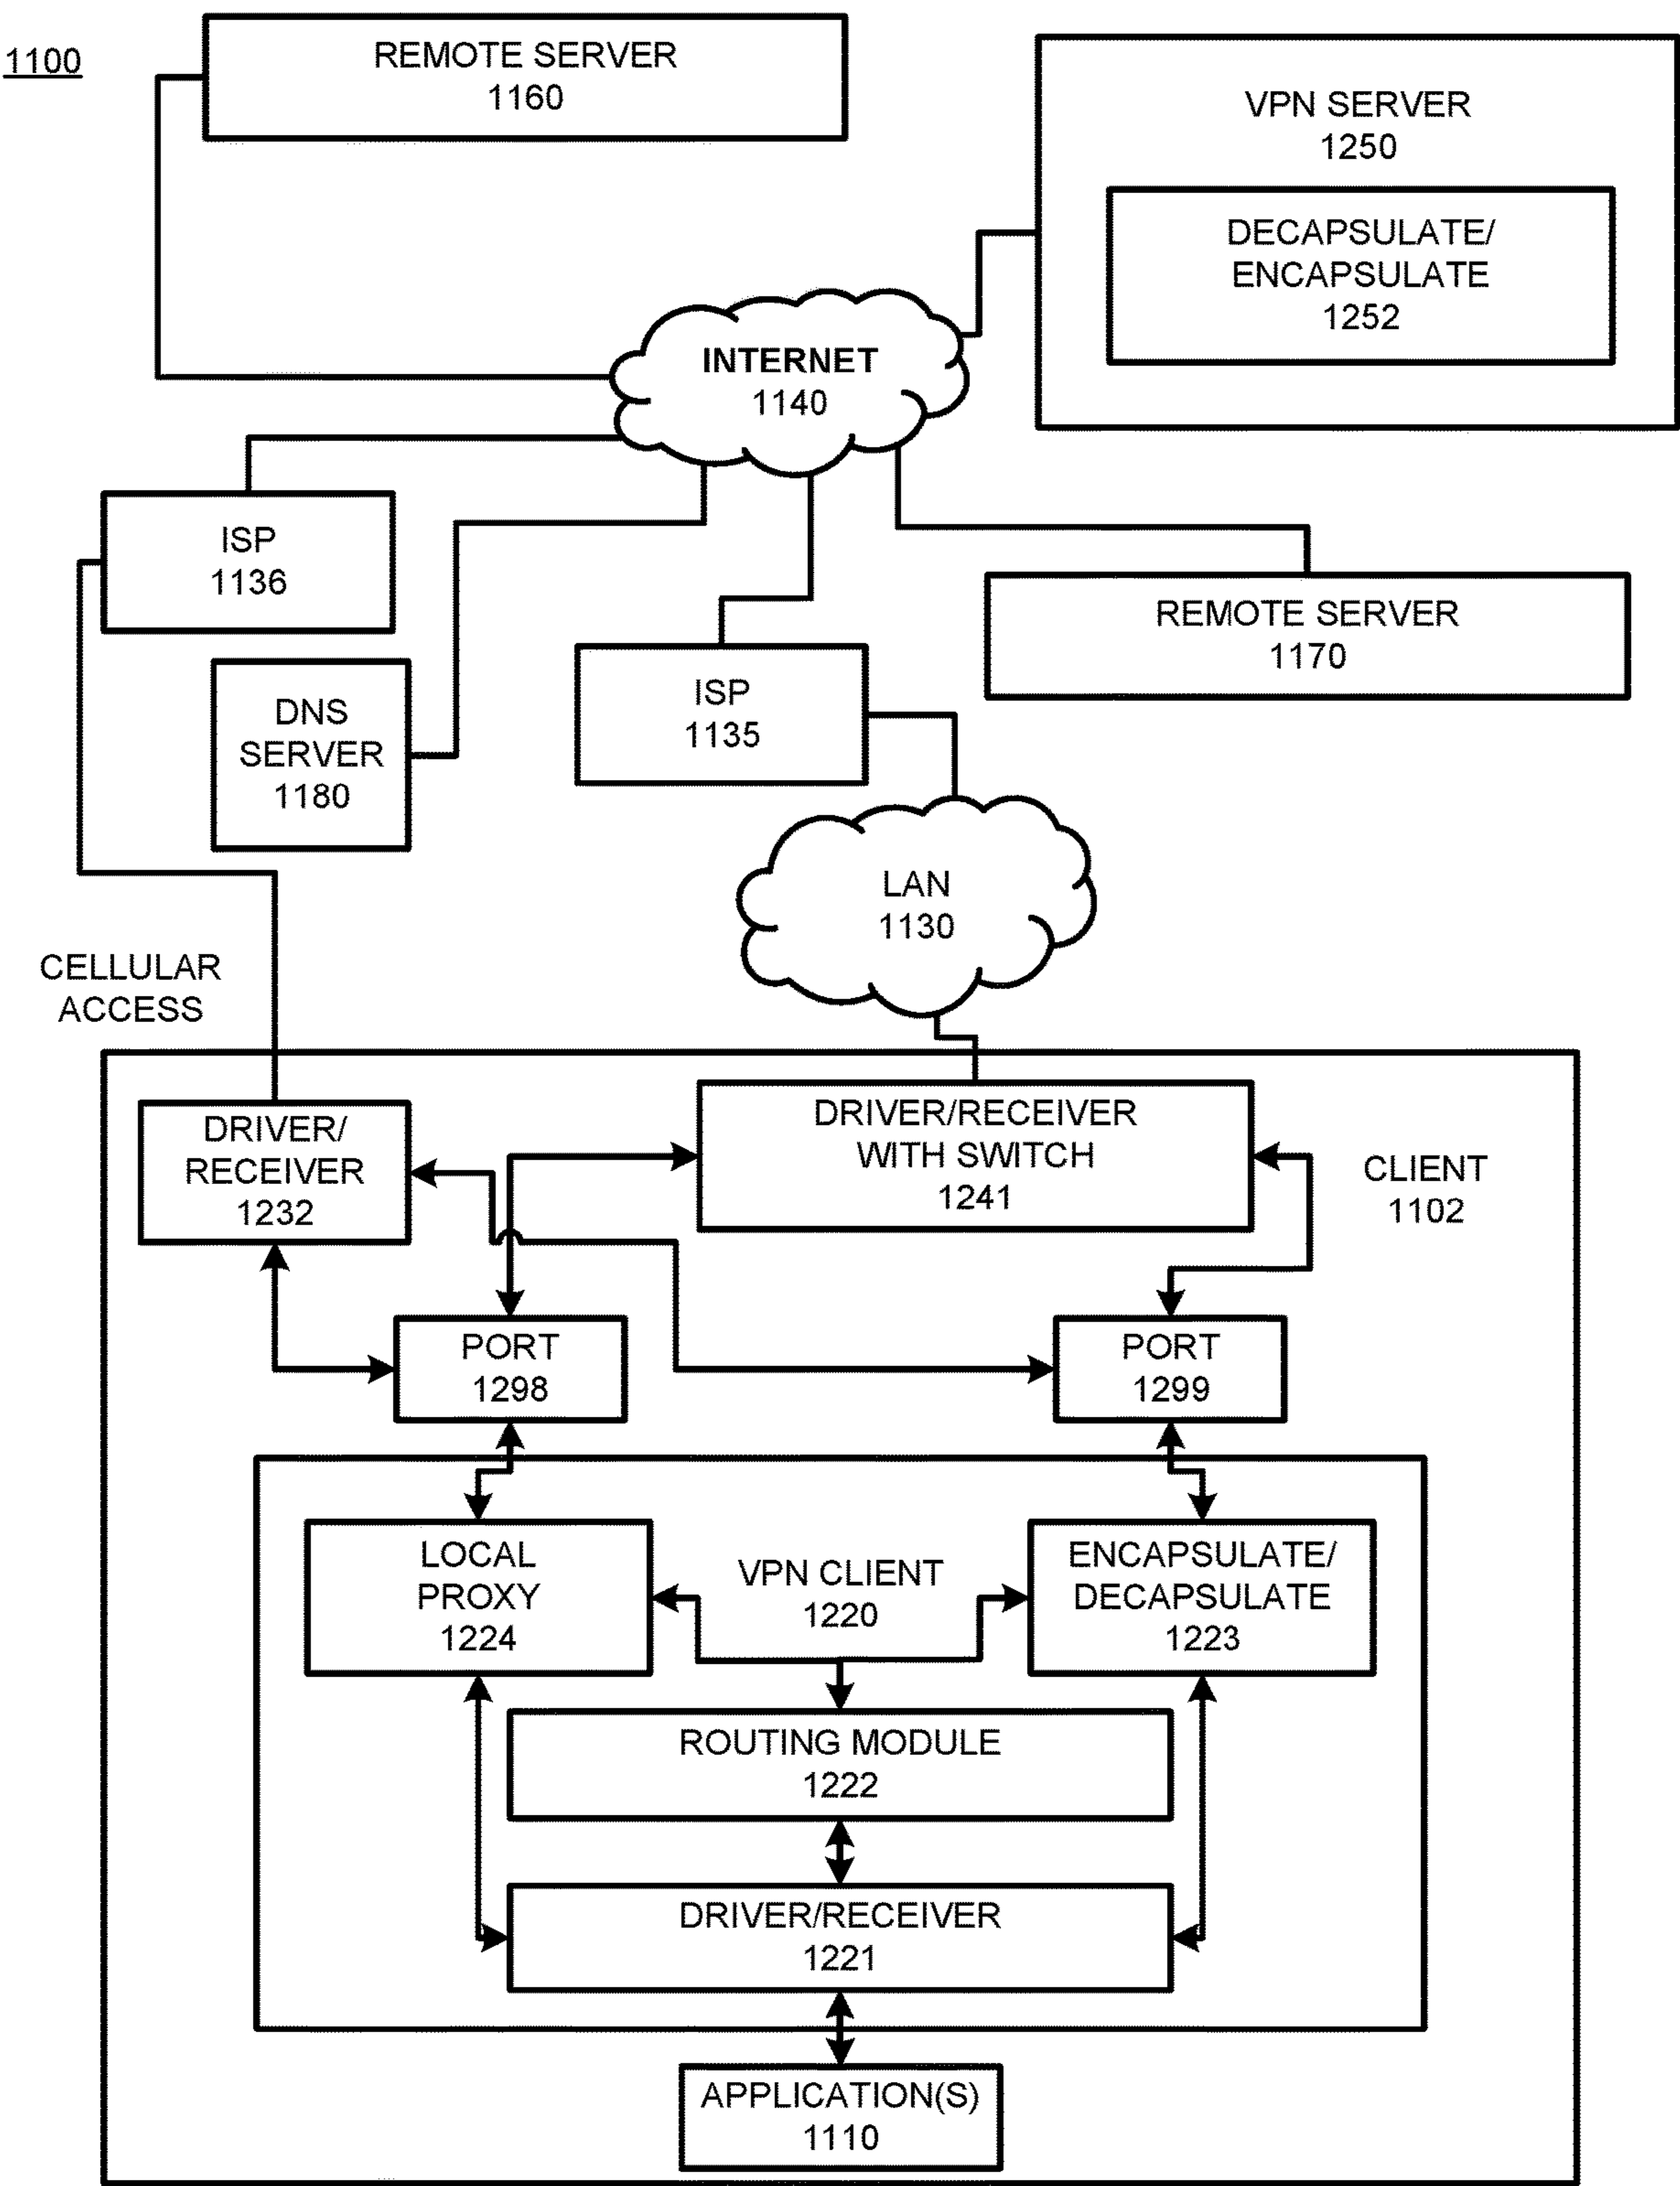 1100
REMOTE SERVER
1160
VPN SERVER
1250
DECAPSULATE/
ENCAPSULATE
1252
INTERNET
1140
ISP
1136
REMOTE SERVER
1170
DNS
SERVER
1180
ISP
1135
LAN
1130
CELLULAR
ACCESS
DRIVER/
RECEIVER
1232
DRIVER/RECEIVER
WITH SWITCH
1241
CLIENT
1102
PORT
1298
PORT
1299
LOCAL
PROXY
1224
VPN CLIENT
1220
ENCAPSULATE/
DECAPSULATE
1223
ROUTING MODULE
1222
DRIVER/RECEIVER
1221
APPLICATION(S)
1110